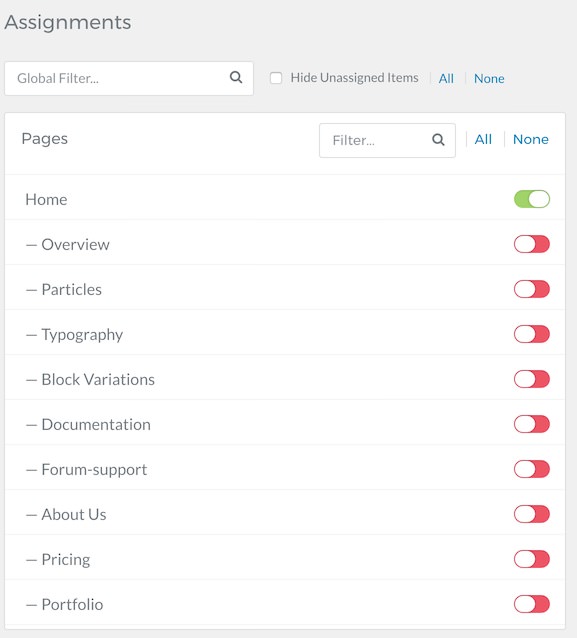 Assignments
Global Filter... Hide Unassigned Items All None
Pages Filter... All None
Home
— Overview
— Particles
— Typography
— Block Variations
— Documentation
— Forum-support
— About Us
— Pricing
— Portfolio